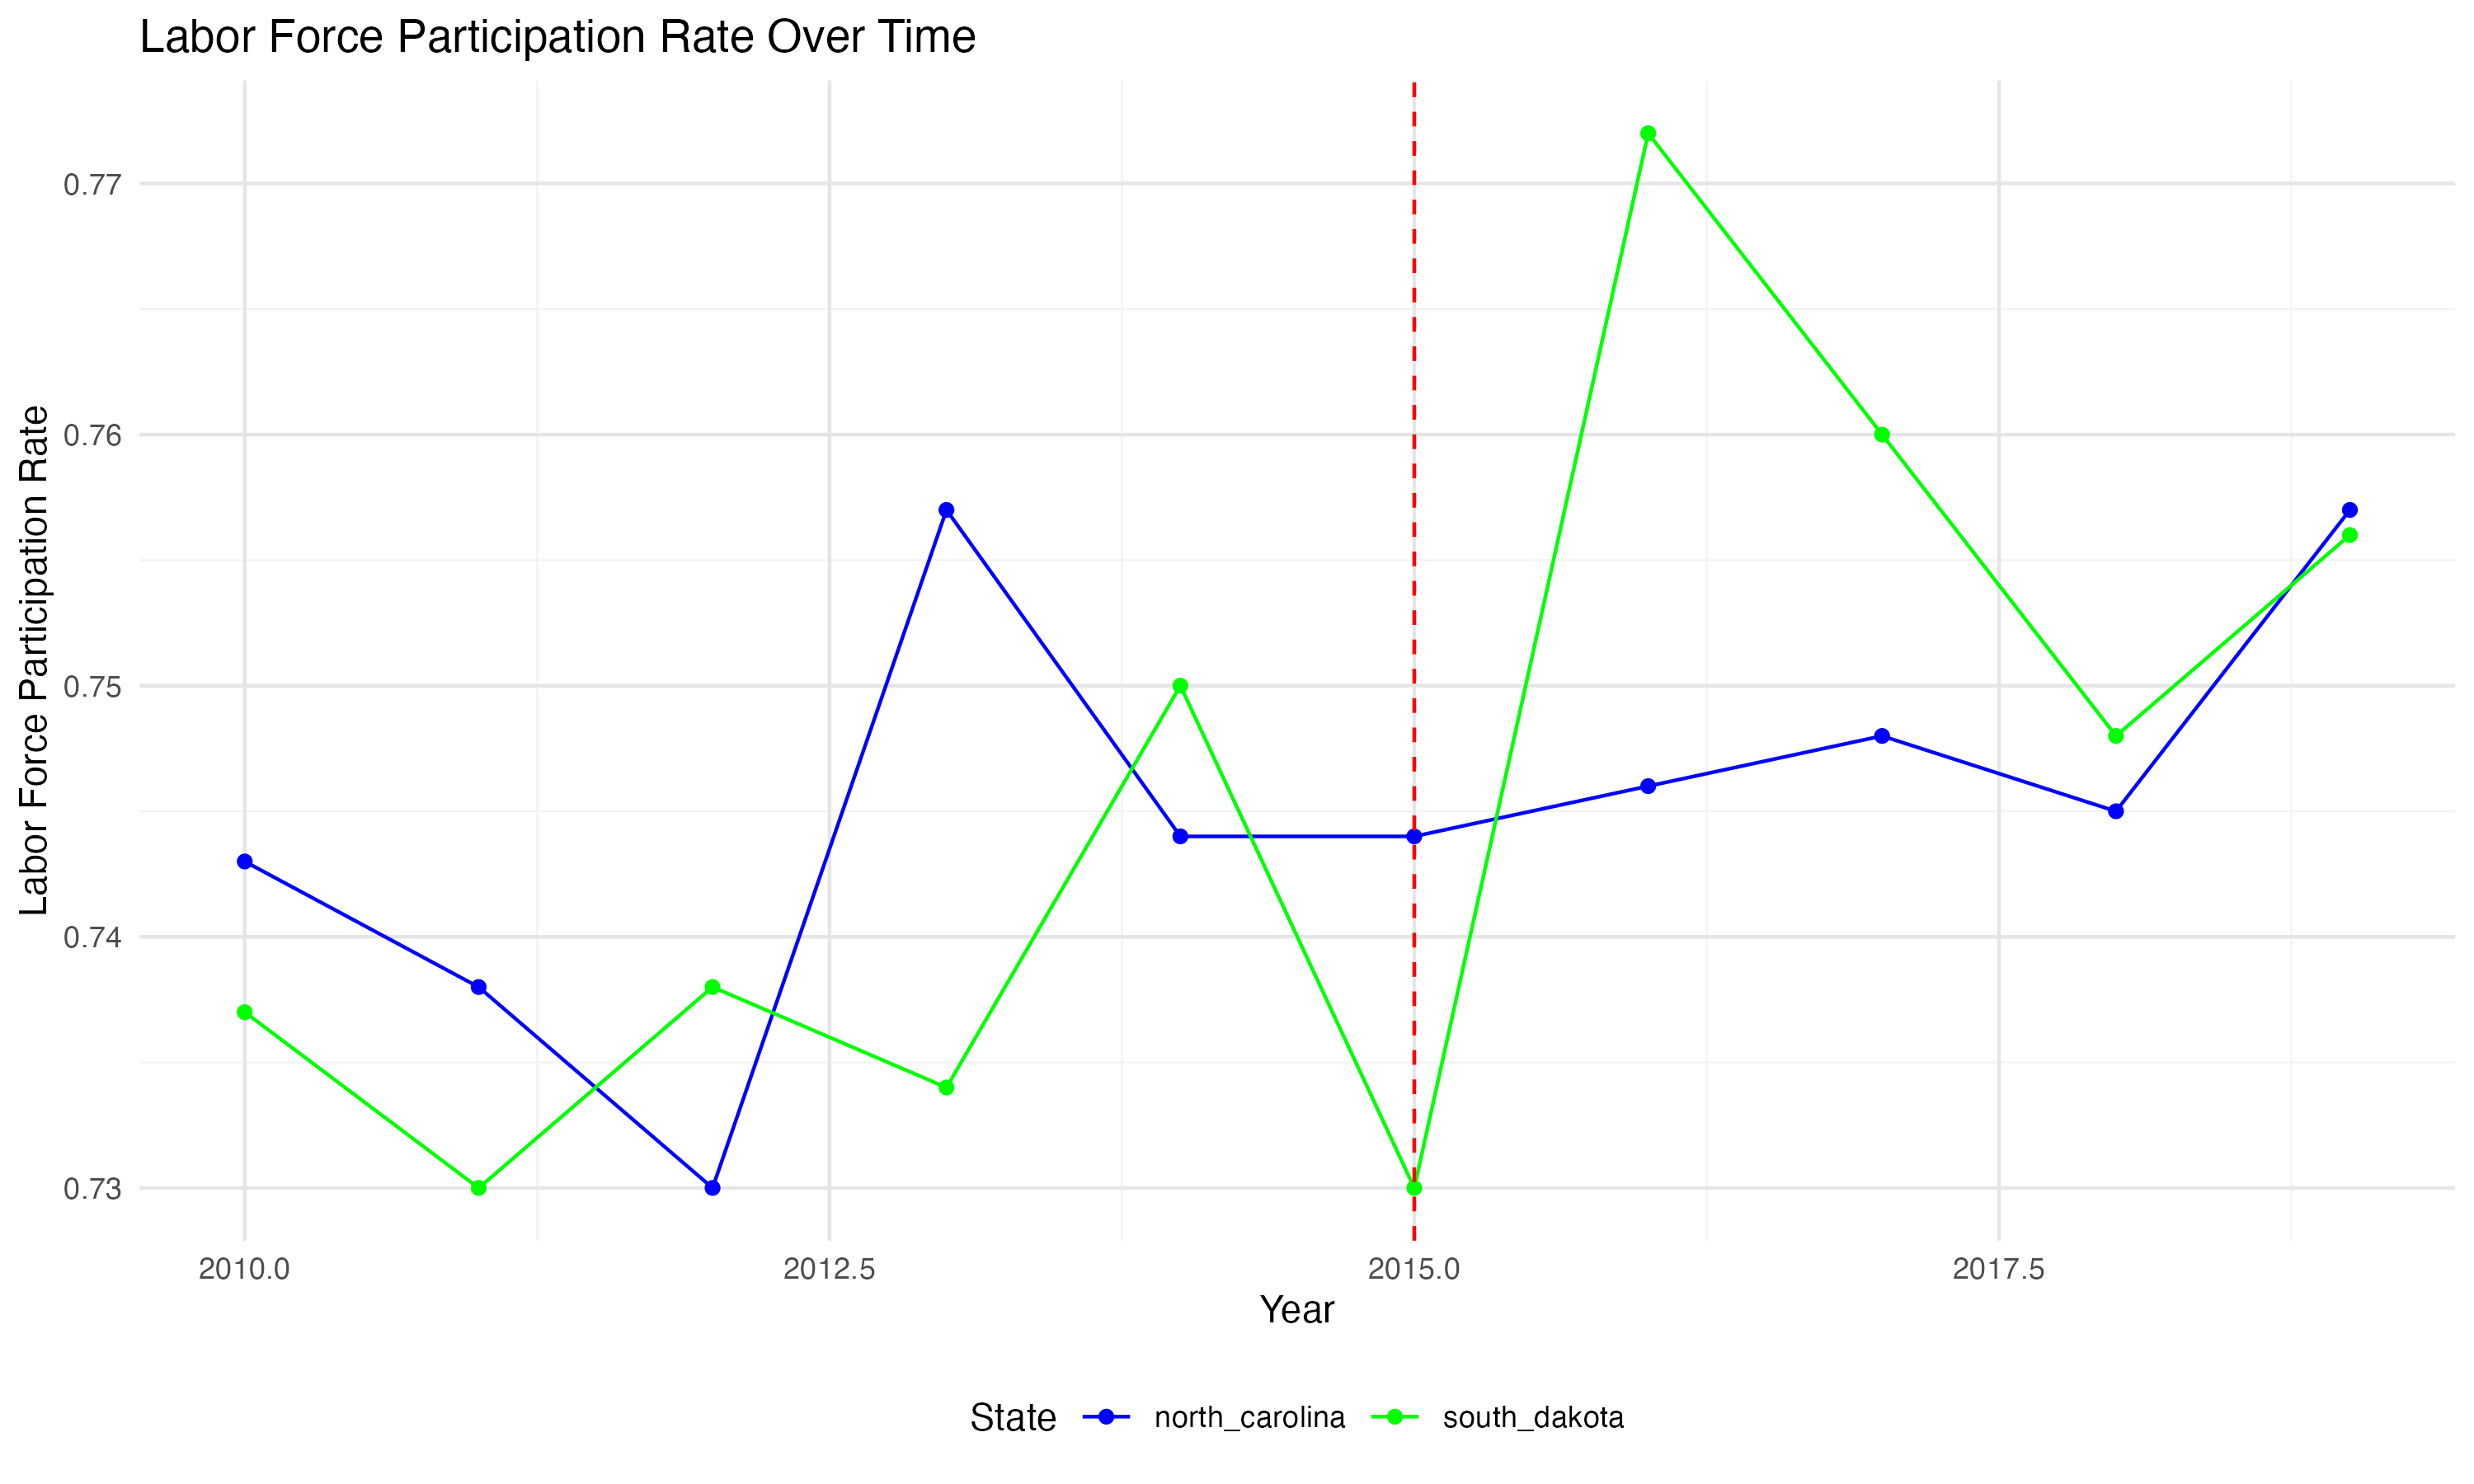 Labor Force Participation Rate Over Time
Labor Force Participation Rate
0.77
0.76
0.75
0.74
0.73
2010.0 2012.5 2015.0 2017.5
Year
State north_carolina south_dakota